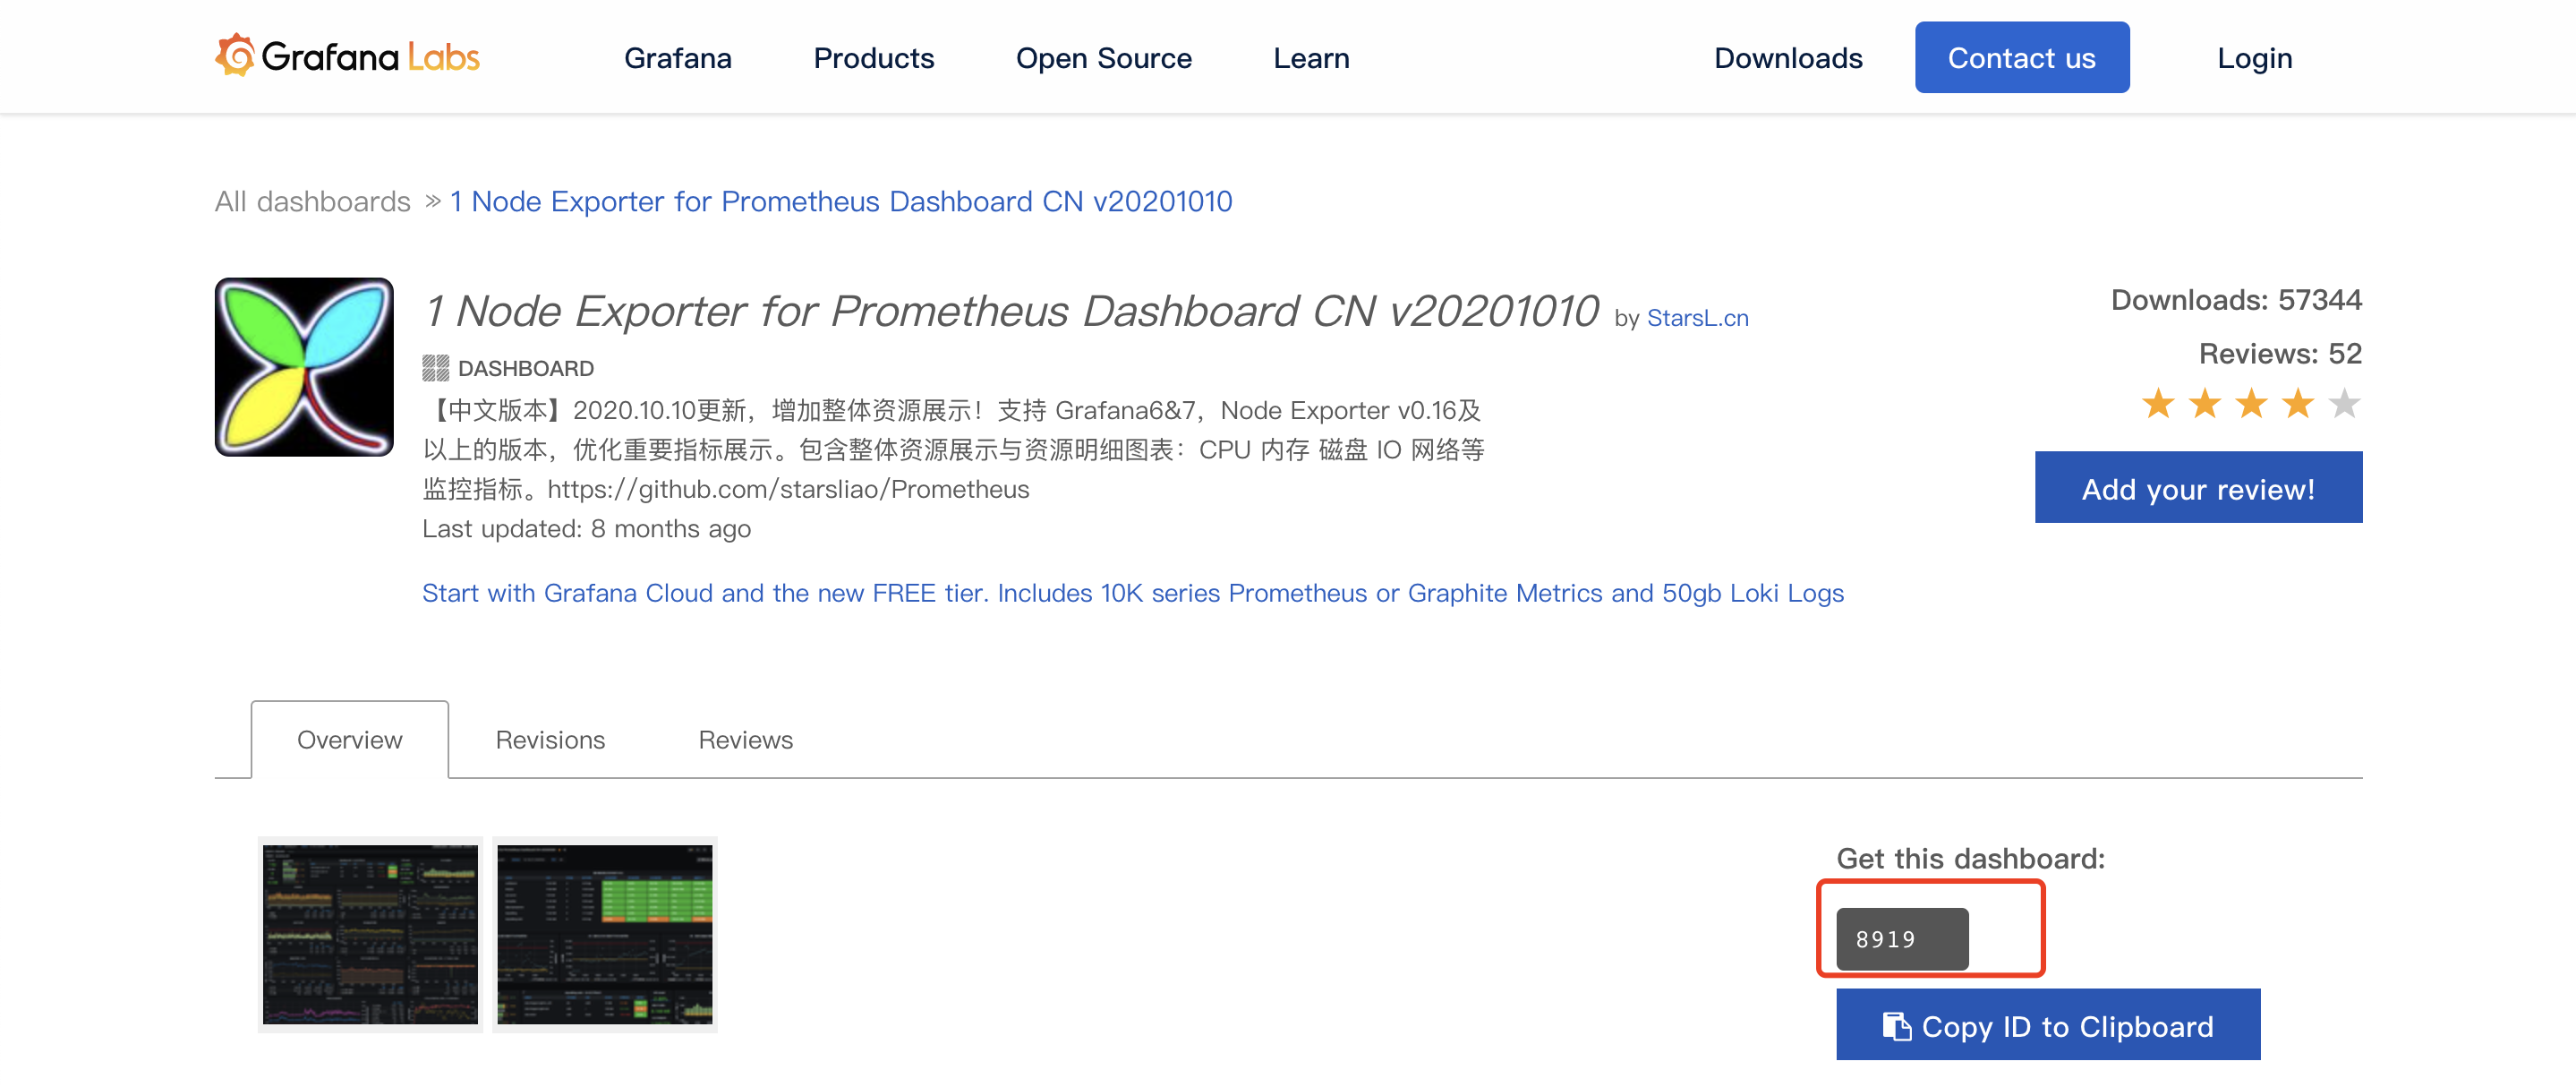 Grafana Labs
Grafana Products Open Source Learn Downloads Contact us Login
All dashboards » 1 Node Exporter for Prometheus Dashboard CN v20201010
1 Node Exporter for Prometheus Dashboard CN v20201010 by StarsL.cn
DASHBOARD
【中文版本】2020.10.10更新，增加整体资源展示！支持 Grafana6&7，Node Exporter v0.16及
以上的版本，优化重要指标展示。包含整体资源展示与资源明细图表：CPU 内存 磁盘 IO 网络等
监控指标。https://github.com/starsliao/Prometheus
Last updated: 8 months ago
Start with Grafana Cloud and the new FREE tier. Includes 10K series Prometheus or Graphite Metrics and 50gb Loki Logs
Downloads: 57344
Reviews: 52
Add your review!
Overview Revisions Reviews
Get this dashboard:
8919
Copy ID to Clipboard